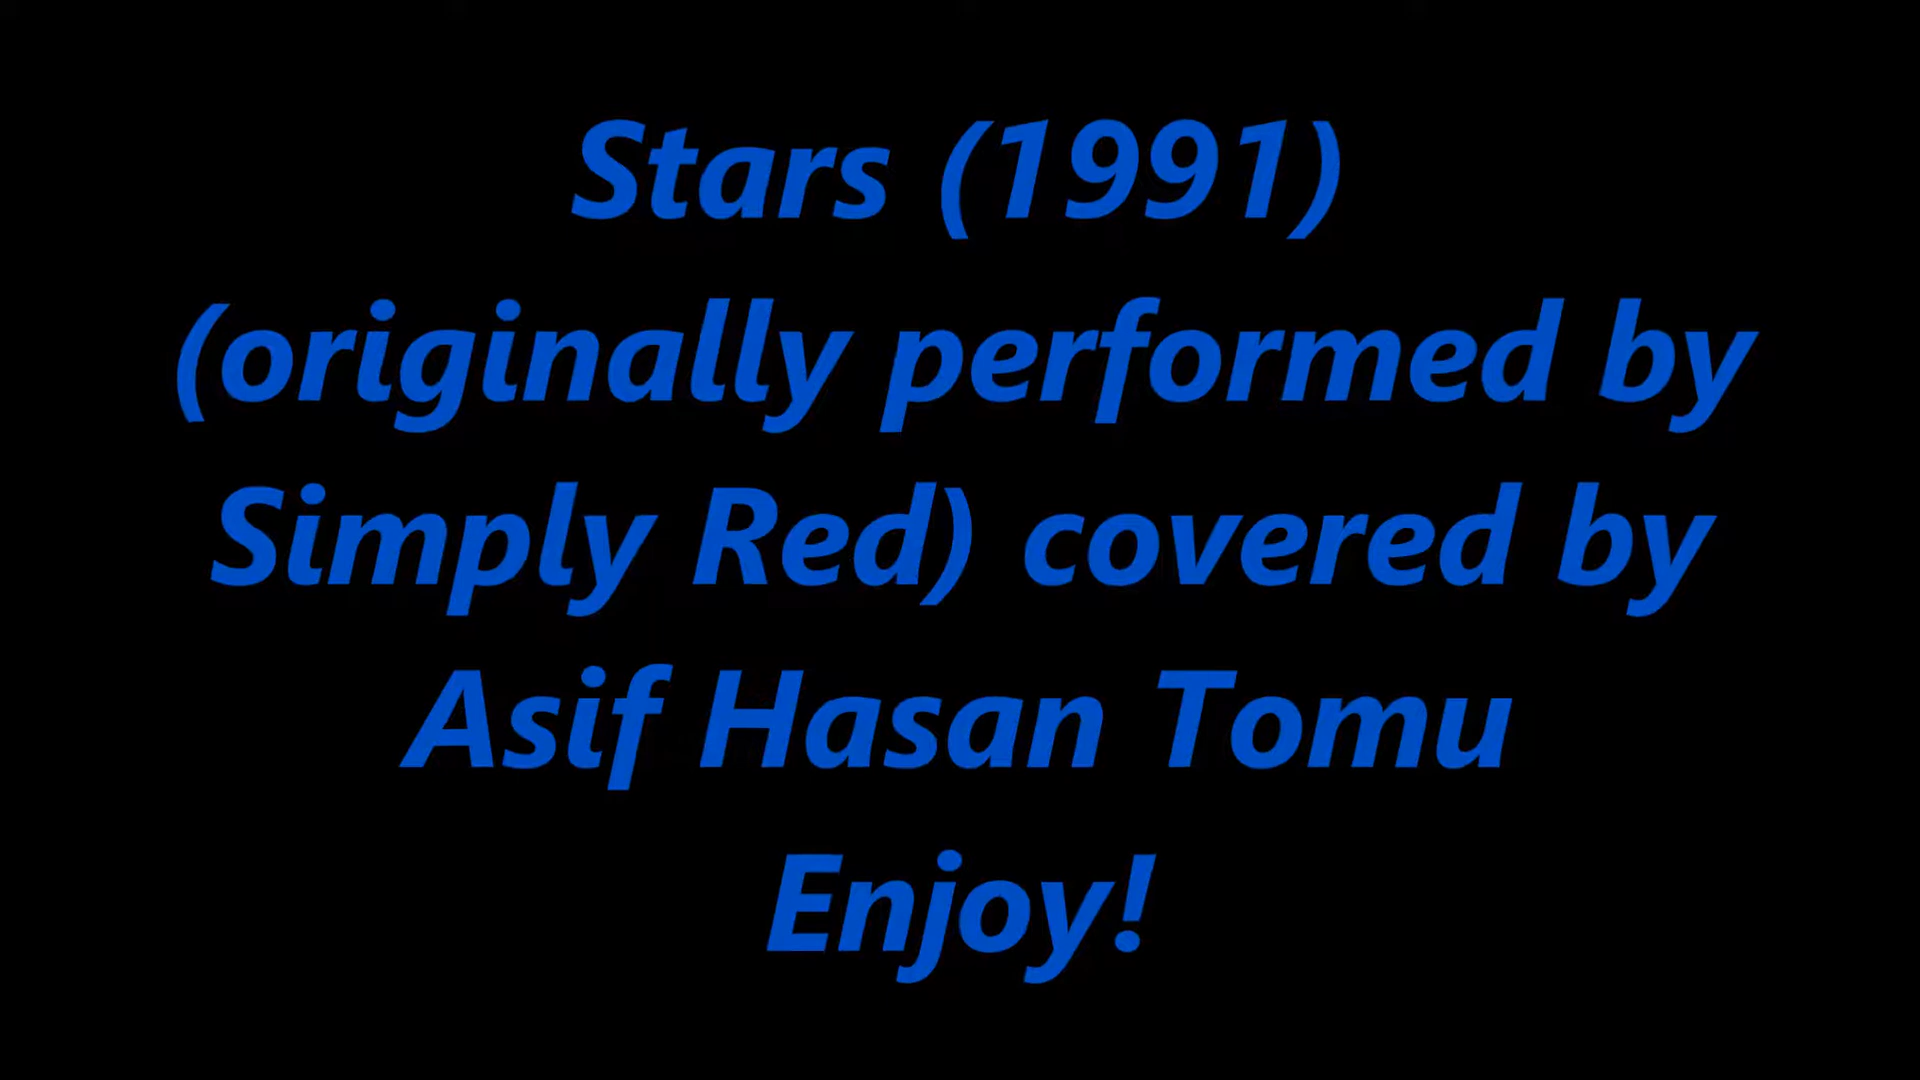 Stars (1991)
(originally performed by
Simply Red) covered by
Asif Hasan Tomu
Enjoy!